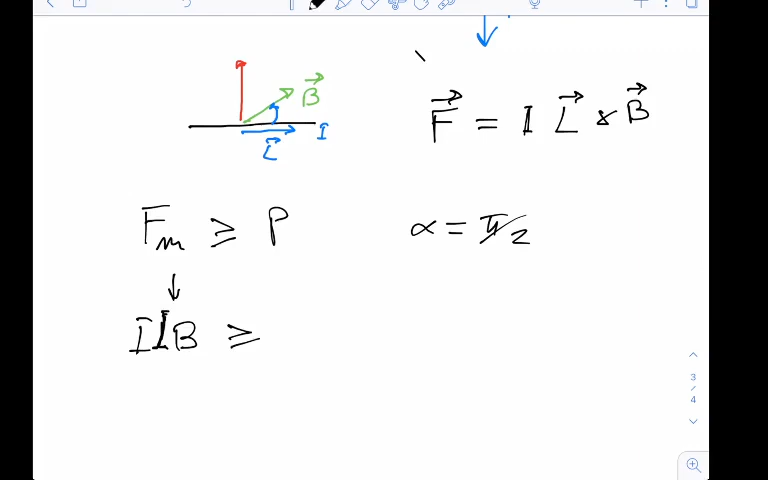 B⃗
I
L⃗
F⃗ = I L⃗ × B⃗
Fm ≥ P
α = π/2
↓
ILB ≥
3
/
4